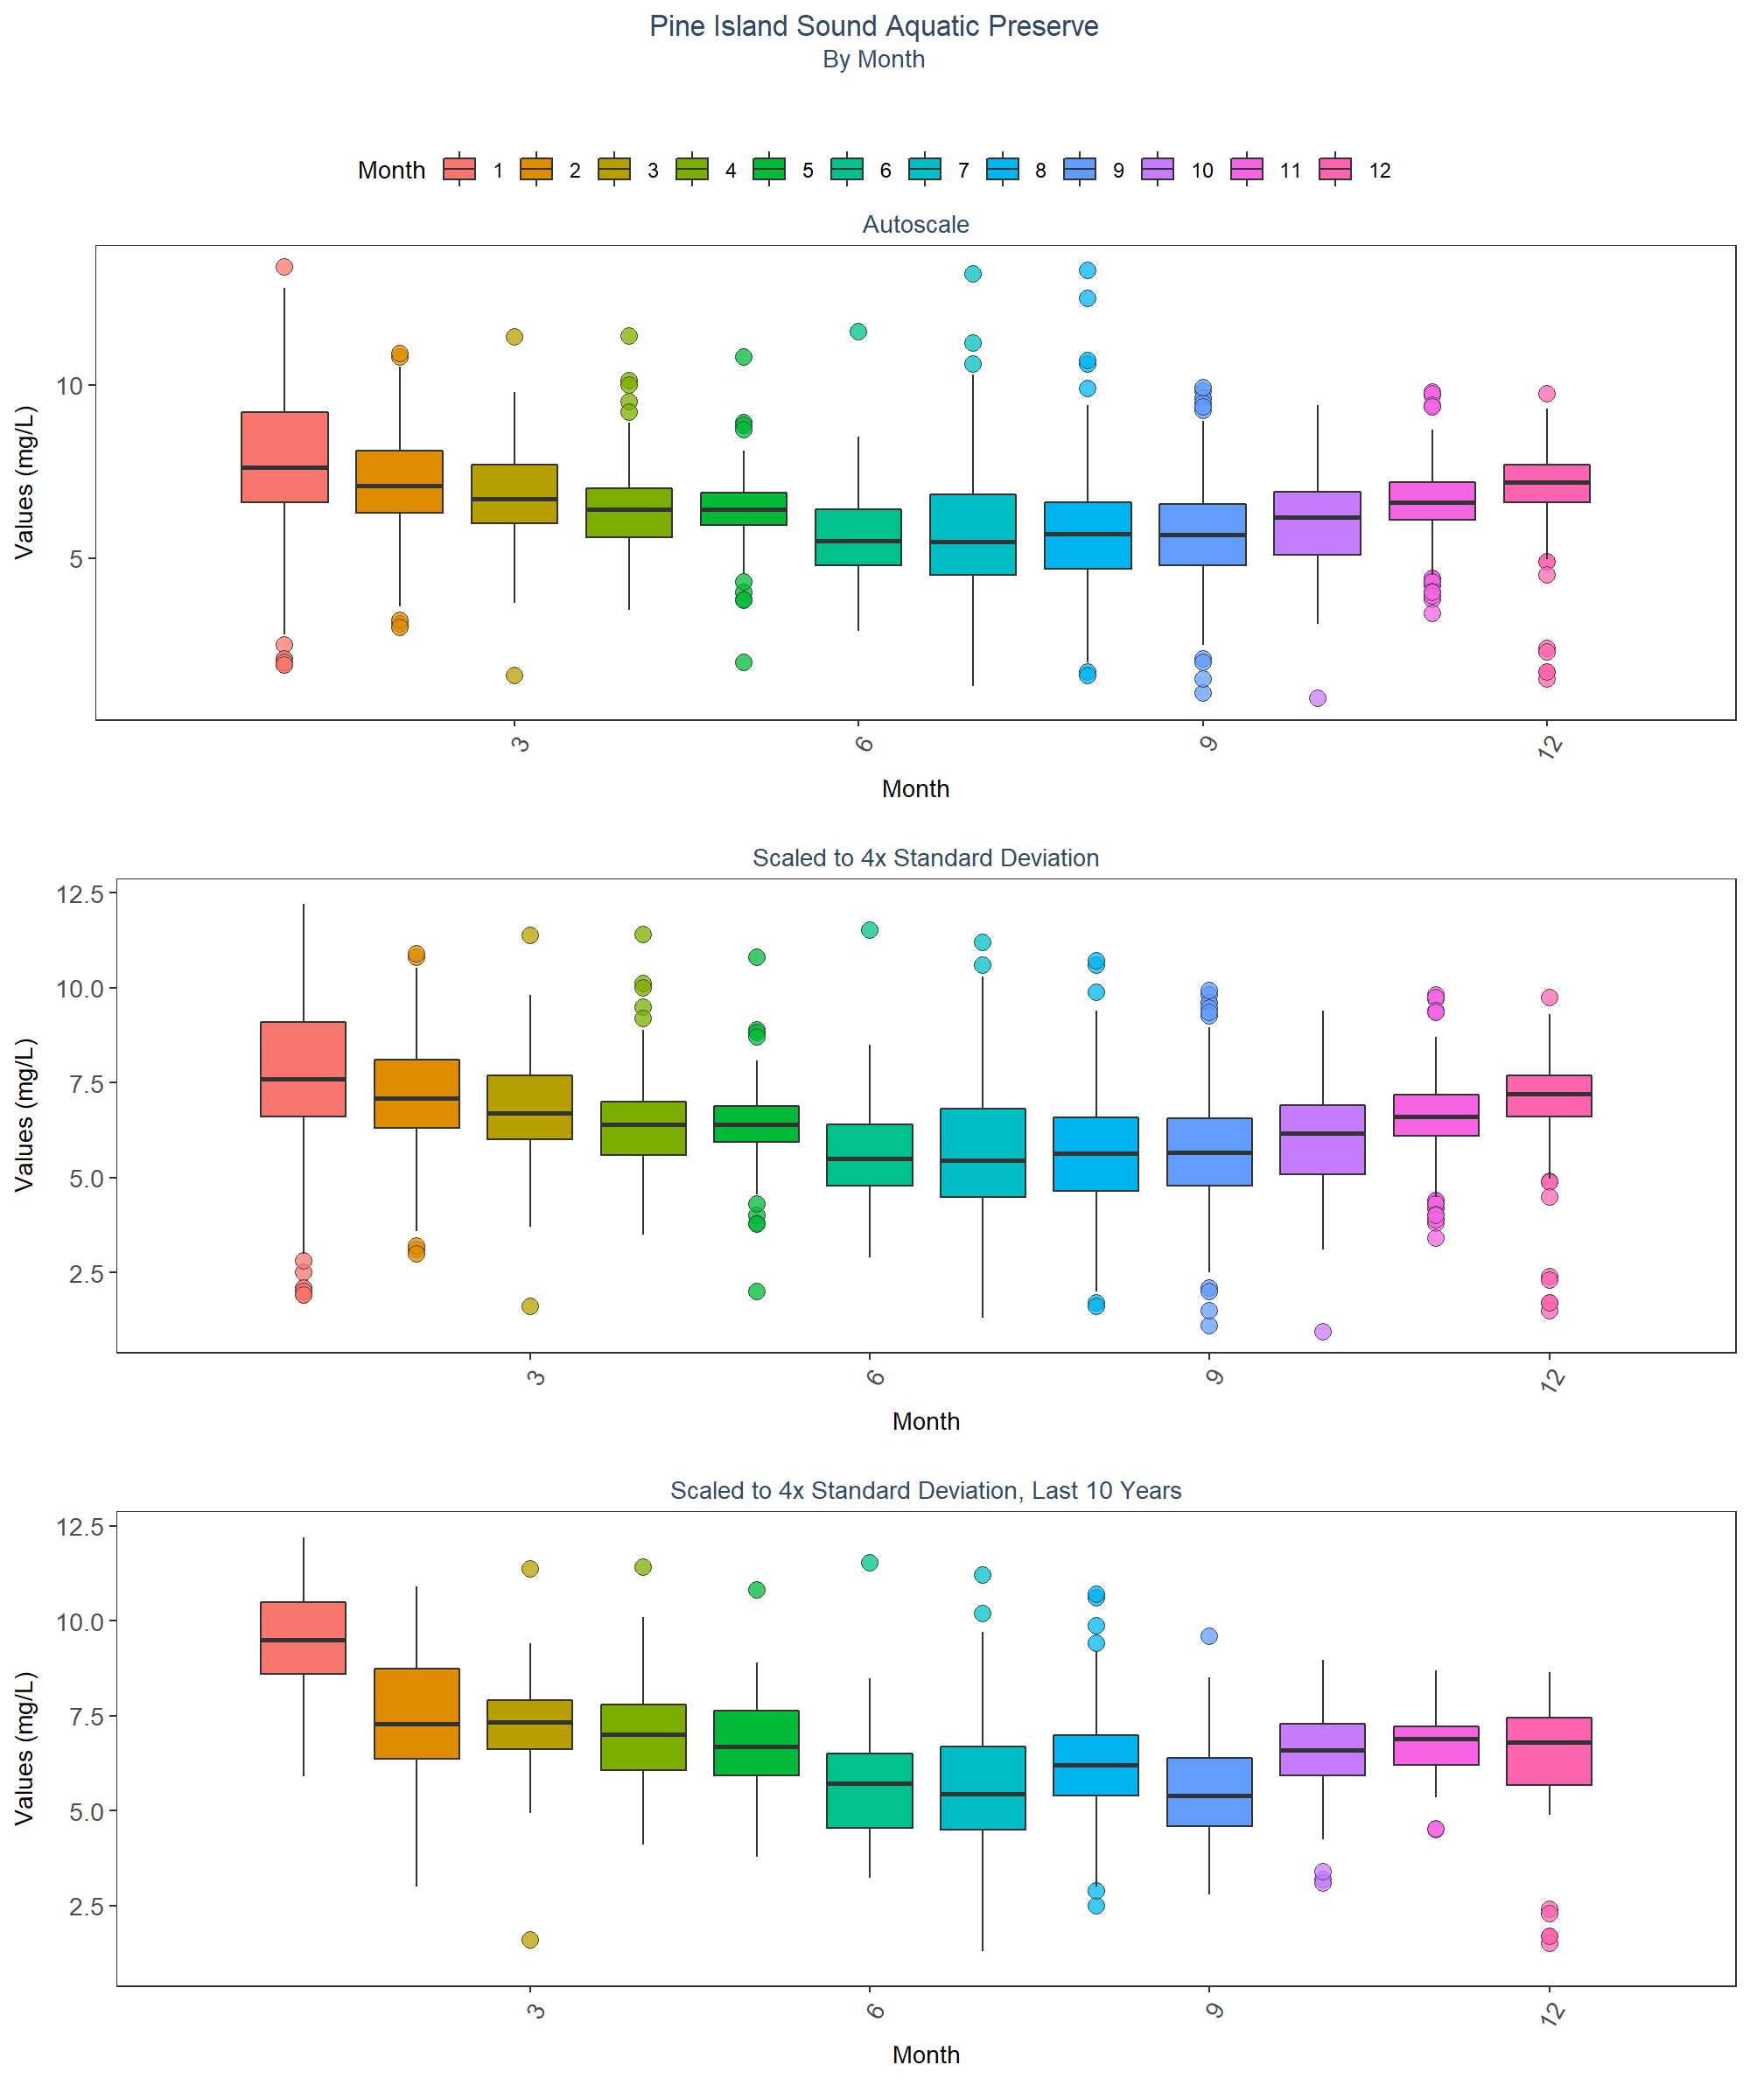 Pine Island Sound Aquatic Preserve
By Month
Month 1 2 3 4 5 6 7 8 9 10 11 12
Autoscale
Values (mg/L)
10
5
3 6 9 12
Month
Scaled to 4x Standard Deviation
Values (mg/L)
12.5
10.0
7.5
5.0
2.5
3 6 9 12
Month
Scaled to 4x Standard Deviation, Last 10 Years
Values (mg/L)
12.5
10.0
7.5
5.0
2.5
3 6 9 12
Month